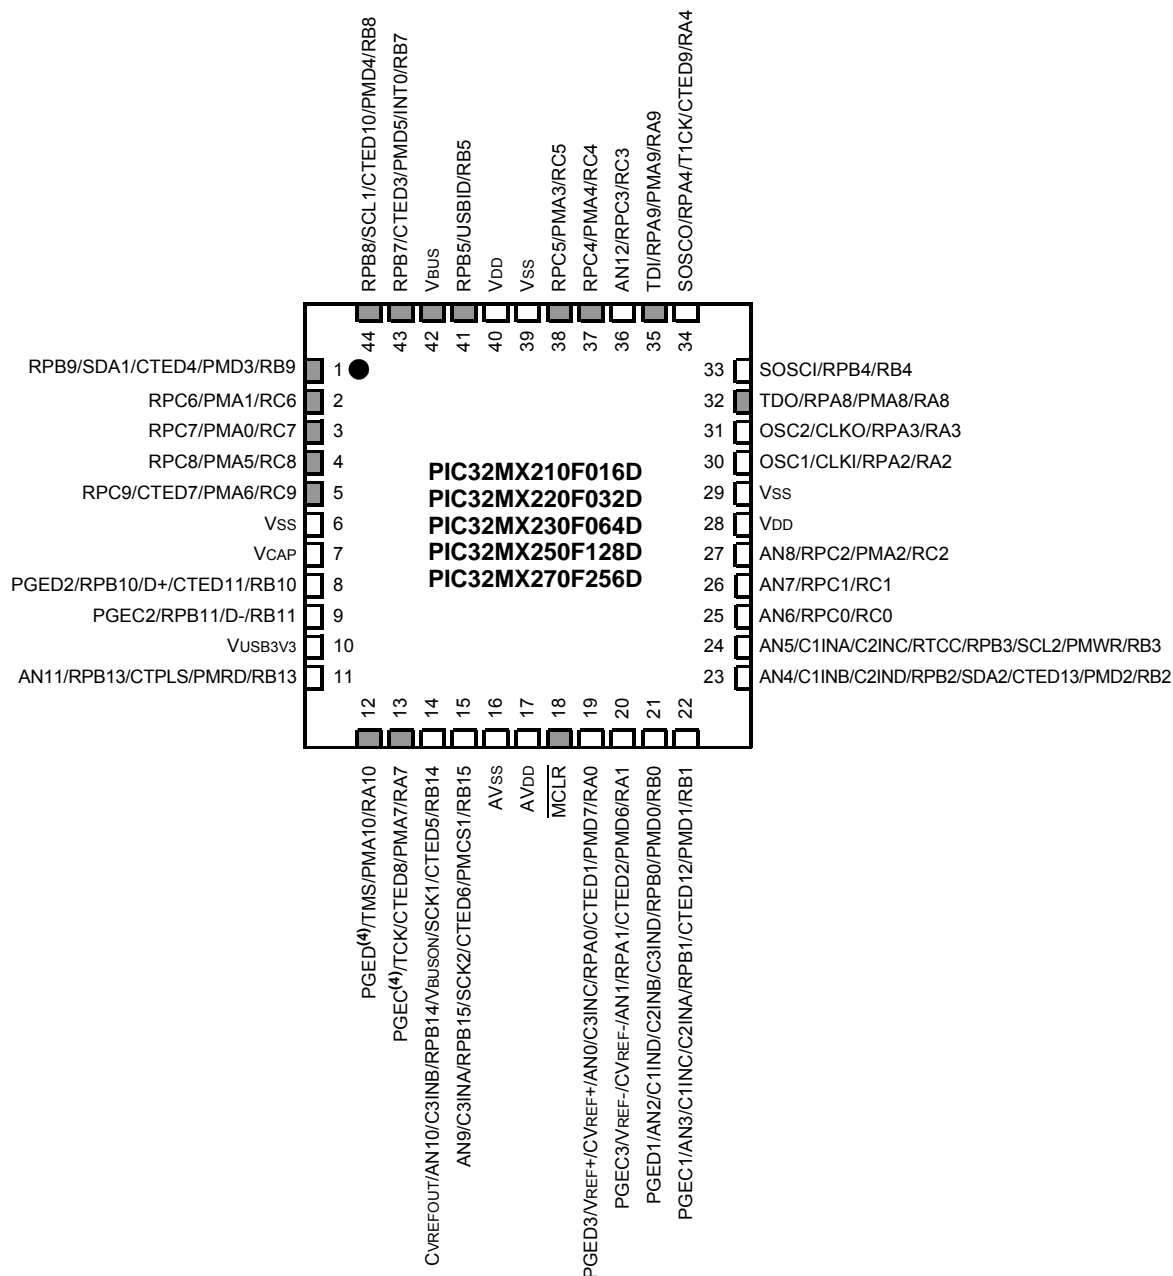 RPB8/SCL1/CTED10/PMD4/RB8
RPB7/CTED3/PMD5/INT0/RB7
VBUS
RPB5/USBID/RB5
VDD
VSS
RPC5/PMA3/RC5
RPC4/PMA4/RC4
AN12/RPC3/RC3
TDI/RPA9/PMA9/RA9
SOSCO/RPA4/T1CK/CTED9/RA4
44
43
42
41
40
39
38
37
36
35
34
RPB9/SDA1/CTED4/PMD3/RB9 1
RPC6/PMA1/RC6 2
RPC7/PMA0/RC7 3
RPC8/PMA5/RC8 4
RPC9/CTED7/PMA6/RC9 5
VSS 6
VCAP 7
PGED2/RPB10/D+/CTED11/RB10 8
PGEC2/RPB11/D-/RB11 9
VUSB3V3 10
AN11/RPB13/CTPLS/PMRD/RB13 11
PIC32MX210F016D
PIC32MX220F032D
PIC32MX230F064D
PIC32MX250F128D
PIC32MX270F256D
33 SOSCI/RPB4/RB4
32 TDO/RPA8/PMA8/RA8
31 OSC2/CLKO/RPA3/RA3
30 OSC1/CLKI/RPA2/RA2
29 VSS
28 VDD
27 AN8/RPC2/PMA2/RC2
26 AN7/RPC1/RC1
25 AN6/RPC0/RC0
24 AN5/C1INA/C2INC/RTCC/RPB3/SCL2/PMWR/RB3
23 AN4/C1INB/C2IND/RPB2/SDA2/CTED13/PMD2/RB2
12
13
14
15
16
17
18
19
20
21
22
PGED(4)/TMS/PMA10/RA10
PGEC(4)/TCK/CTED8/PMA7/RA7
CVREFOUT/AN10/C3INB/RPB14/VBUSON/SCK1/CTED5/RB14
AN9/C3INA/RPB15/SCK2/CTED6/PMCS1/RB15
AVSS
AVDD
MCLR
PGED3/VREF+/CVREF+/AN0/C3INC/RPA0/CTED1/PMD7/RA0
PGEC3/VREF-/CVREF-/AN1/RPA1/CTED2/PMD6/RA1
PGED1/AN2/C1IND/C2INB/C3IND/RPB0/PMD0/RB0
PGEC1/AN3/C1INC/C2INA/RPB1/CTED12/PMD1/RB1